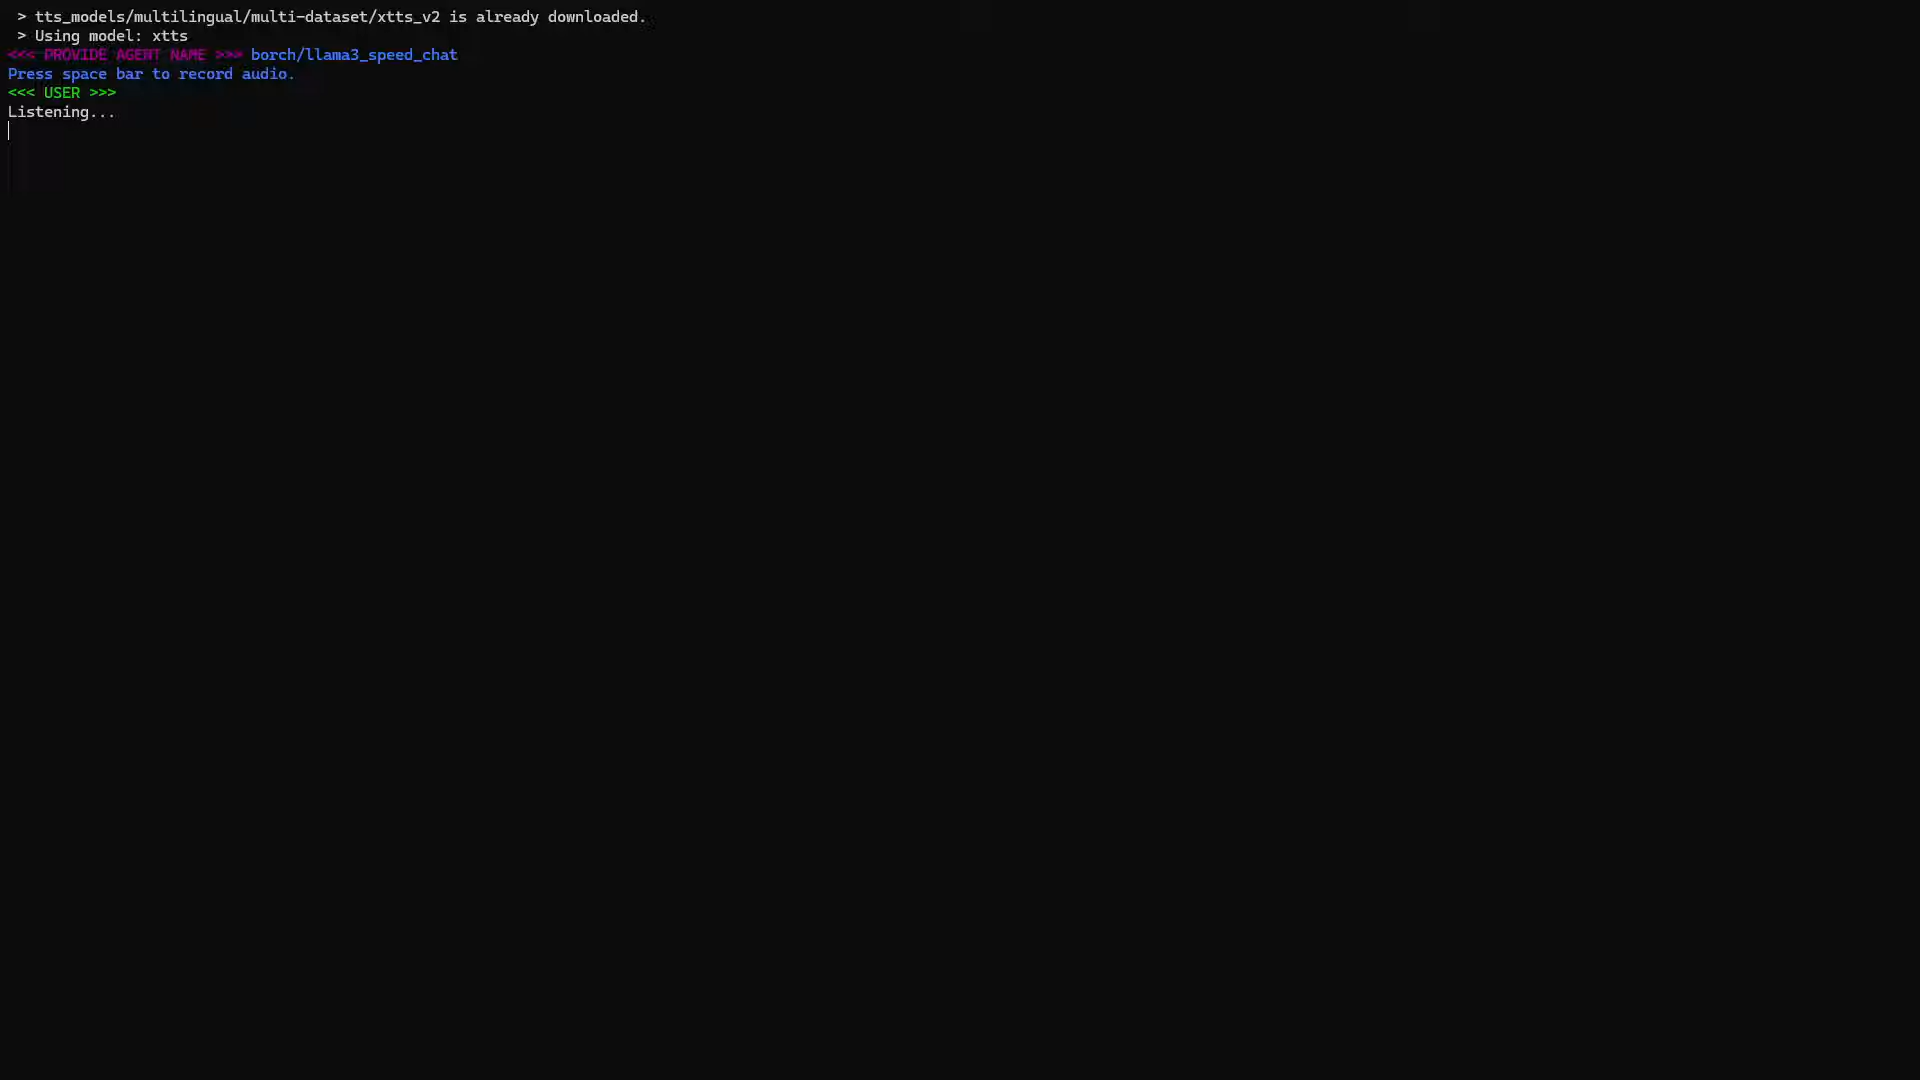 > tts_models/multilingual/multi-dataset/xtts_v2 is already downloaded.
> Using model: xtts
<<< PROVIDE AGENT NAME >>> borch/llama3_speed_chat
Press space bar to record audio.
<<< USER >>>
Listening...